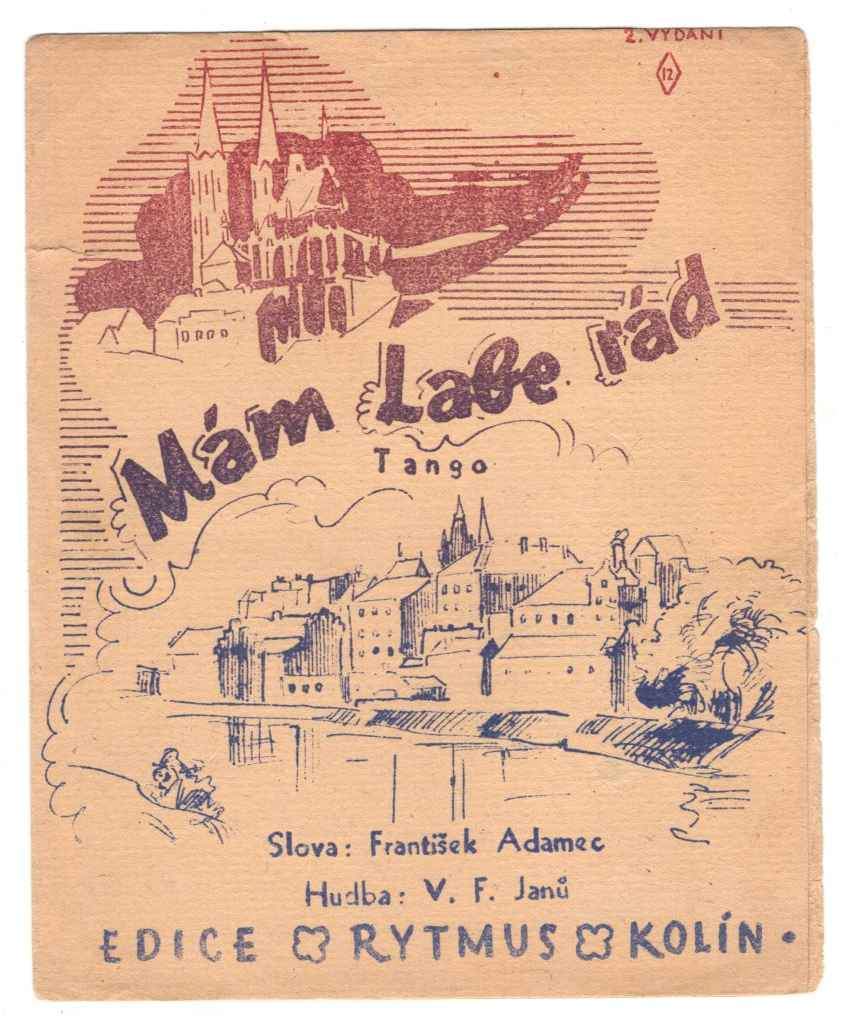 2. VYDÁNÍ
12
Mám Labe rád
Tango
Slova: František Adamec
Hudba: V. F. Janů
EDICE RYTMUS KOLÍN.